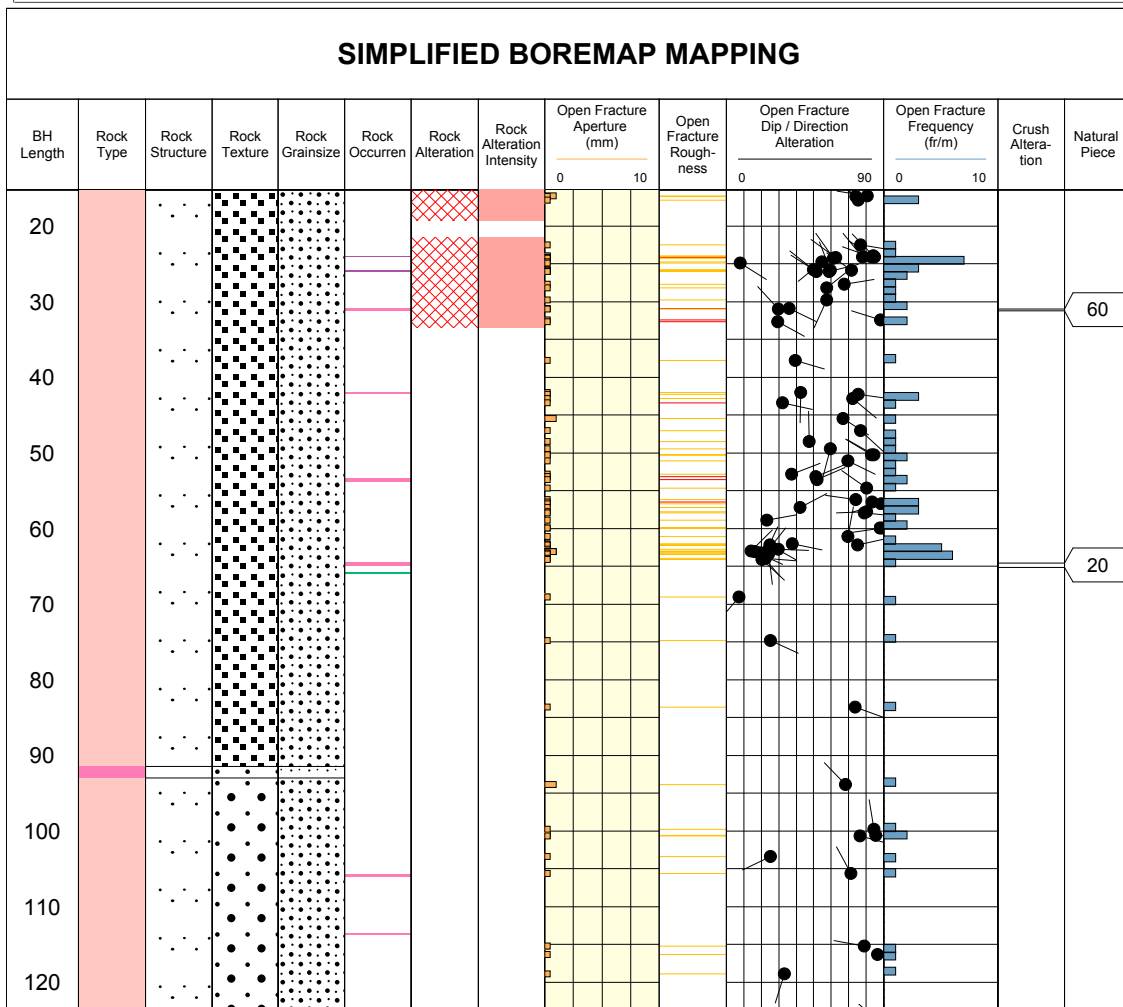 SIMPLIFIED BOREMAP MAPPING
BH
Length
Rock
Type
Rock
Structure
Rock
Texture
Rock
Grainsize
Rock
Occurren
Rock
Alteration
Rock
Alteration
Intensity
Open Fracture
Aperture
(mm)
0 10
Open
Fracture
Rough-
ness
Open Fracture
Dip / Direction
Alteration
0 90
Open Fracture
Frequency
(fr/m)
0 10
Crush
Altera-
tion
Natural
Piece
20
30
60
40
50
60
20
70
80
90
100
110
120